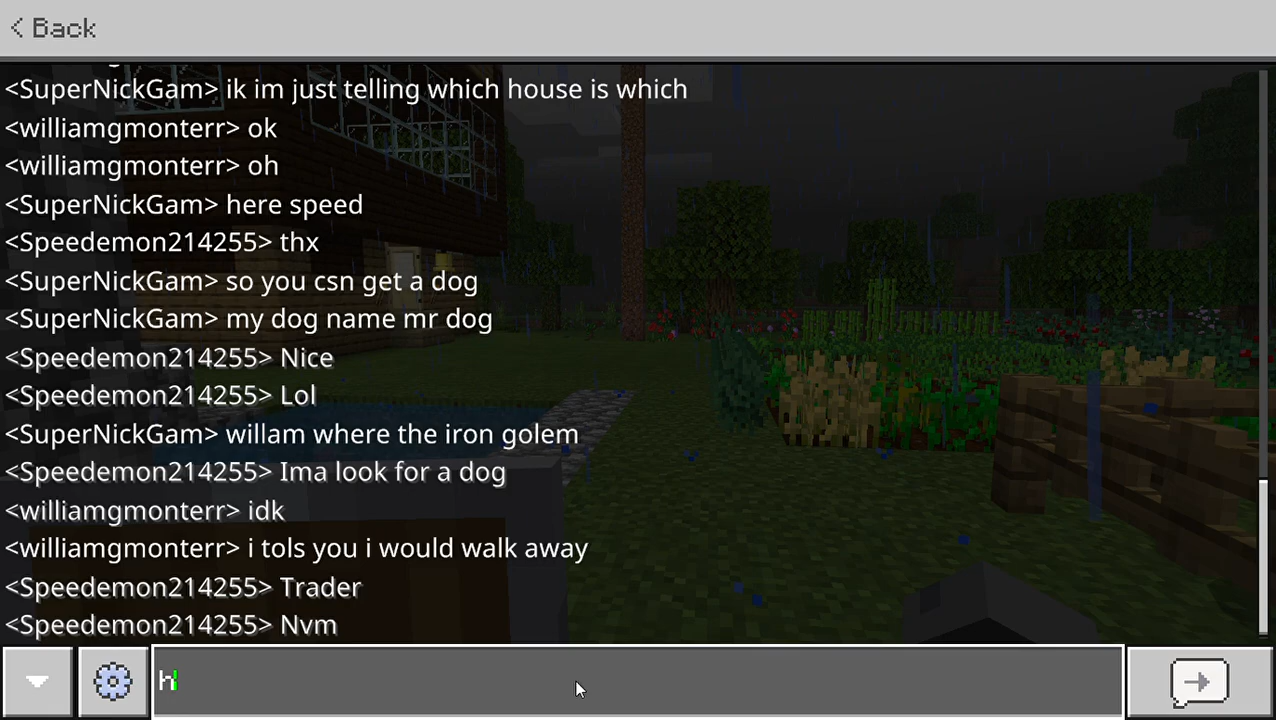 < Back
<SuperNickGam> ik im just telling which house is which
<williamgmonterr> ok
<williamgmonterr> oh
<SuperNickGam> here speed
<Speedemon214255> thx
<SuperNickGam> so you csn get a dog
<SuperNickGam> my dog name mr dog
<Speedemon214255> Nice
<Speedemon214255> Lol
<SuperNickGam> willam where the iron golem
<Speedemon214255> Ima look for a dog
<williamgmonterr> idk
<williamgmonterr> i tols you i would walk away
<Speedemon214255> Trader
<Speedemon214255> Nvm
h